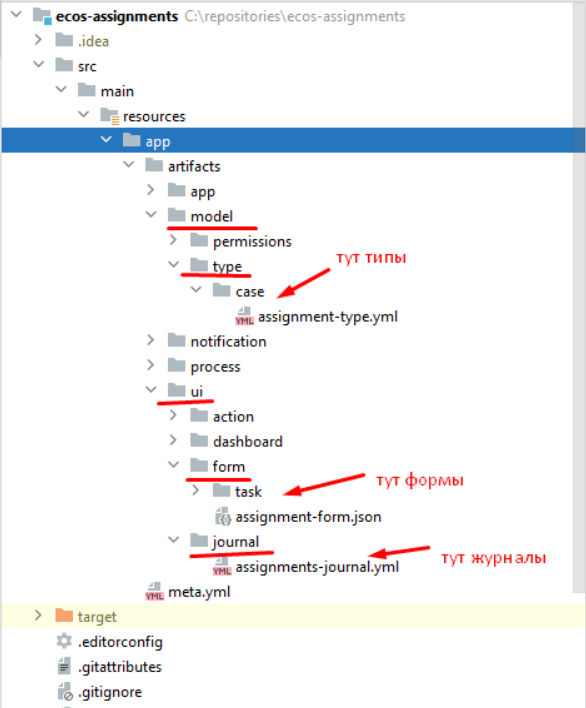 ecos-assignments C:\repositories\ecos-assignments
.idea
src
main
resources
app
artifacts
app
model
permissions
тут типы
type
case
YML assignment-type.yml
notification
process
ui
action
dashboard
form
тут формы
task
assignment-form.json
journal
тут журналы
YML assignments-journal.yml
YML meta.yml
target
.editorconfig
.gitattributes
.gitignore